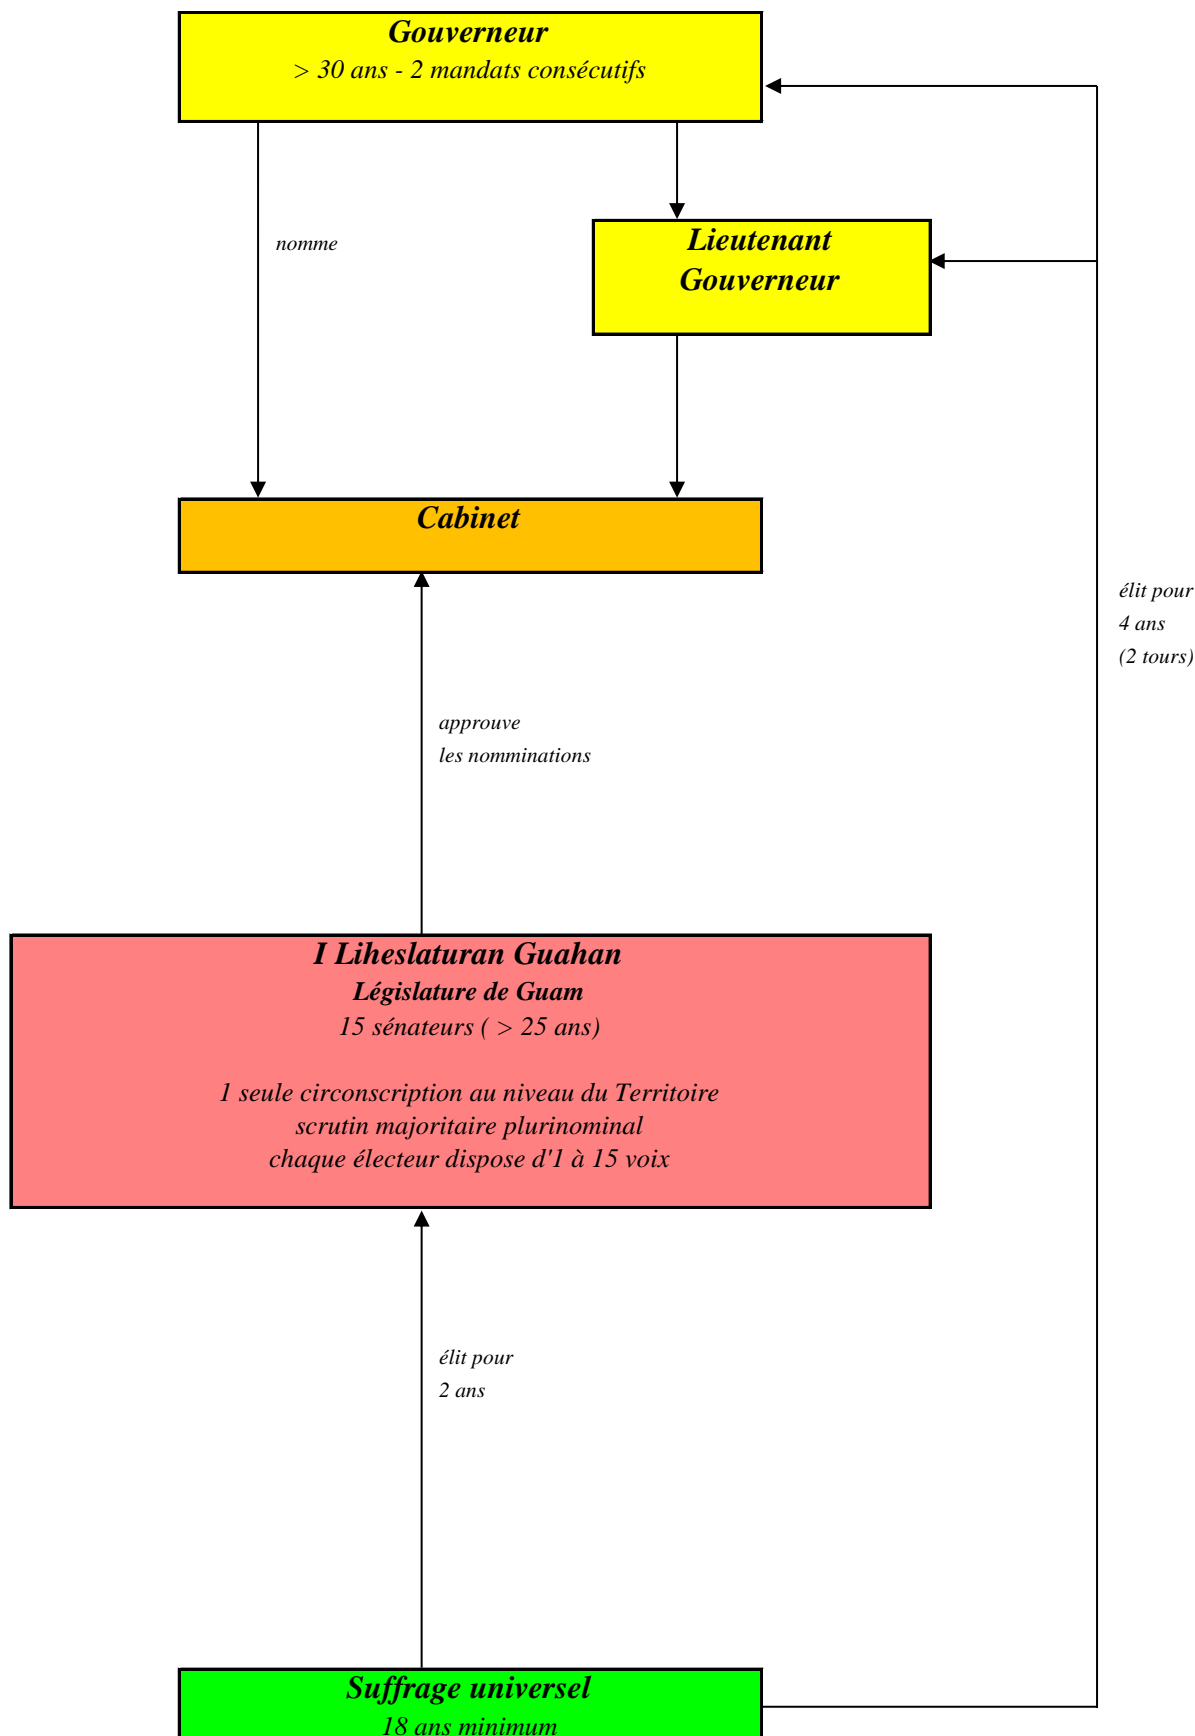 Gouverneur
> 30 ans - 2 mandats consécutifs
nomme
Lieutenant
Gouverneur
Cabinet
élit pour
4 ans
(2 tours)
approuve
les nomminations
I Liheslaturan Guahan
Législature de Guam
15 sénateurs ( > 25 ans)
1 seule circonscription au niveau du Territoire
scrutin majoritaire plurinominal
chaque électeur dispose d'1 à 15 voix
élit pour
2 ans
Suffrage universel
18 ans minimum